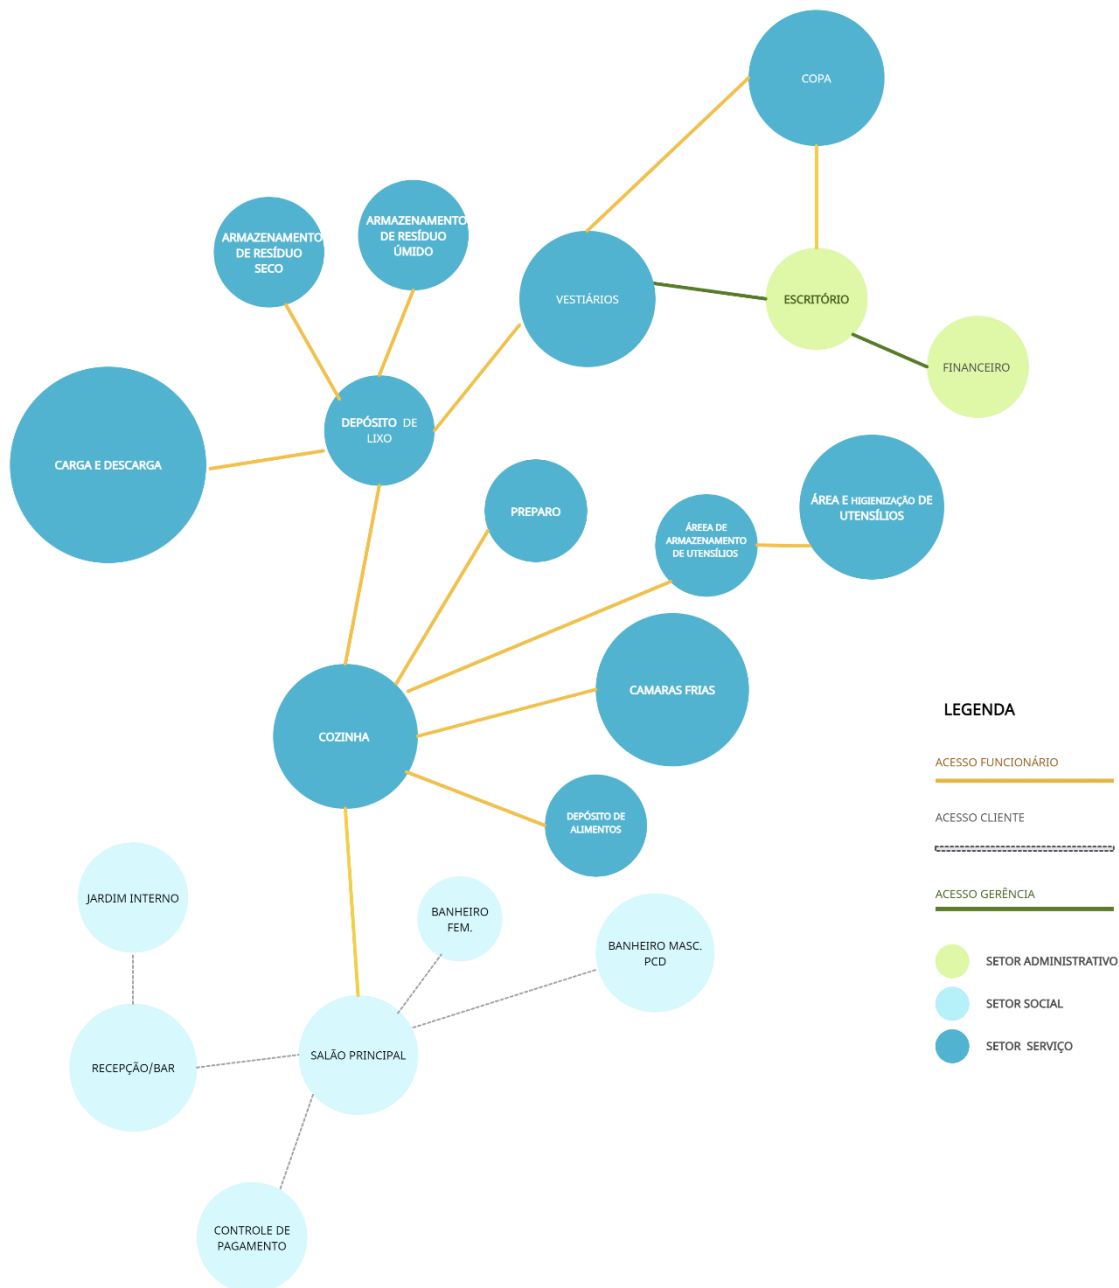 COPA
ARMAZENAMENTO
DE RESÍDUO
SECO
ARMAZENAMENTO
DE RESÍDUO
ÚMIDO
VESTIÁRIOS
ESCRITÓRIO
FINANCEIRO
DEPÓSITO DE
LIXO
CARGA E DESCARGA
PREPARO
ÁREEA DE
ARMAZENAMENTO
DE UTENSÍLIOS
ÁREA E HIGIENIZAÇÃO DE
UTENSÍLIOS
CAMARAS FRIAS
COZINHA
DEPÓSITO DE
ALIMENTOS
JARDIM INTERNO
BANHEIRO
FEM.
BANHEIRO MASC.
PCD
RECEPÇÃO/BAR
SALÃO PRINCIPAL
CONTROLE DE
PAGAMENTO
LEGENDA
ACESSO FUNCIONÁRIO
ACESSO CLIENTE
ACESSO GERÊNCIA
SETOR ADMINISTRATIVO
SETOR SOCIAL
SETOR SERVIÇO